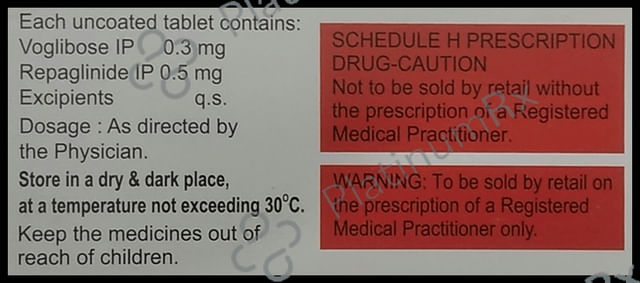 Each uncoated tablet contains:
Voglibose IP 0.3 mg
Repaglinide IP 0.5 mg
Excipients q.s.
Dosage : As directed by
the Physician.
Store in a dry & dark place,
at a temperature not exceeding 30°C.
Keep the medicines out of
reach of children.
SCHEDULE H PRESCRIPTION
DRUG-CAUTION
Not to be sold by retail without
the prescription of a Registered
Medical Practitioner.
WARNING: To be sold by retail on
the prescription of a Registered
Medical Practitioner only.
PlatinumRx